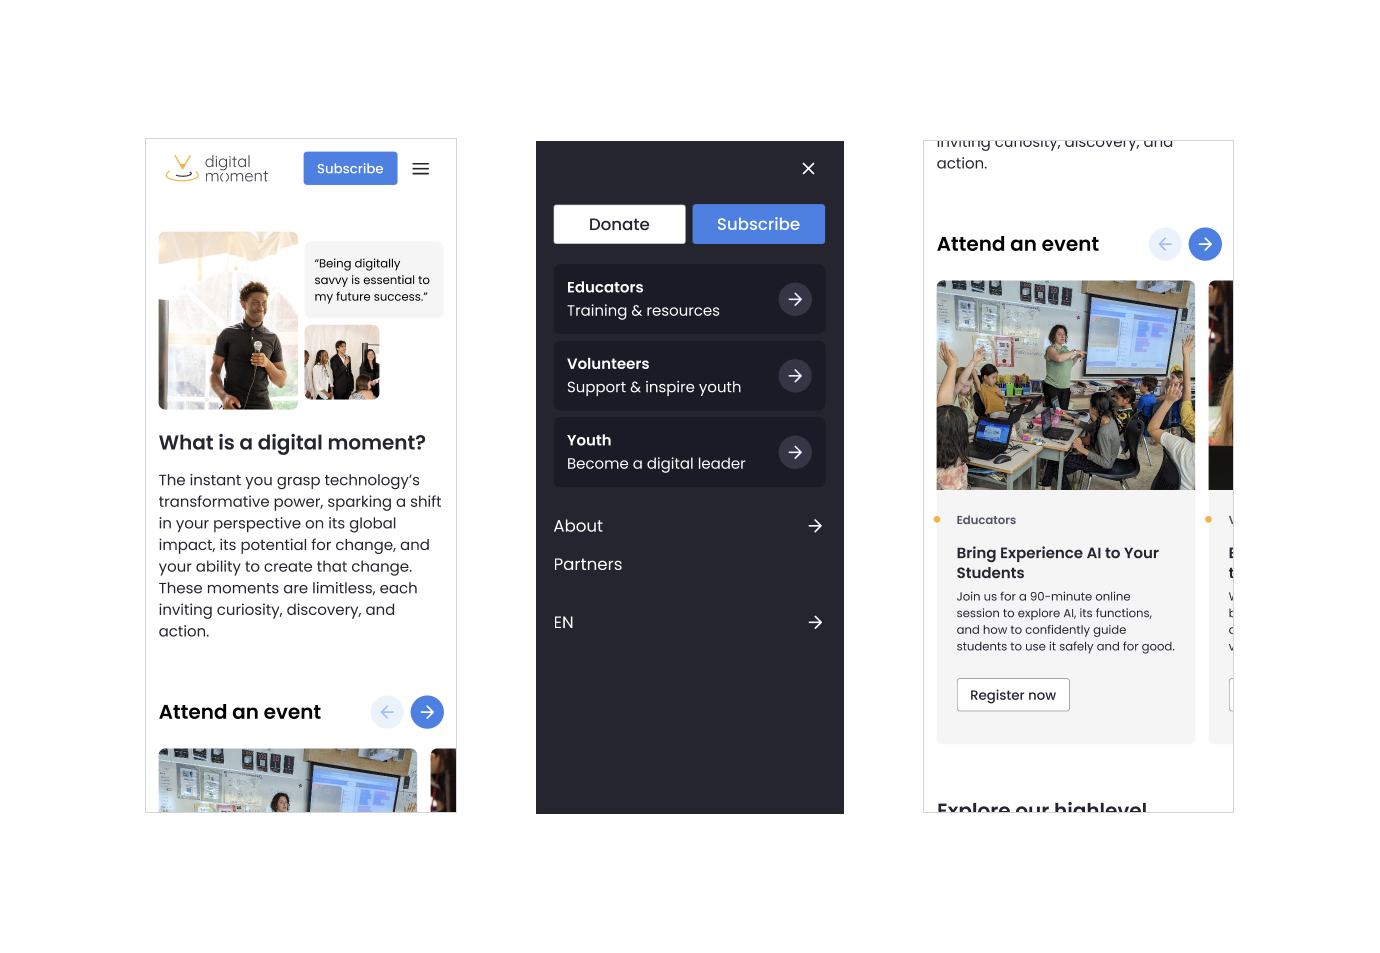 digital
moment
Subscribe
“Being digitally
savvy is essential to
my future success.”
What is a digital moment?
The instant you grasp technology’s
transformative power, sparking a shift
in your perspective on its global
impact, its potential for change, and
your ability to create that change.
These moments are limitless, each
inviting curiosity, discovery, and
action.
Attend an event
Donate
Subscribe
Educators
Training & resources
Volunteers
Support & inspire youth
Youth
Become a digital leader
About
Partners
EN
inviting curiosity, discovery, and
action.
Attend an event
Educators
Bring Experience AI to Your
Students
Join us for a 90-minute online
session to explore AI, its functions,
and how to confidently guide
students to use it safely and for good.
Register now
Explore our highlevel